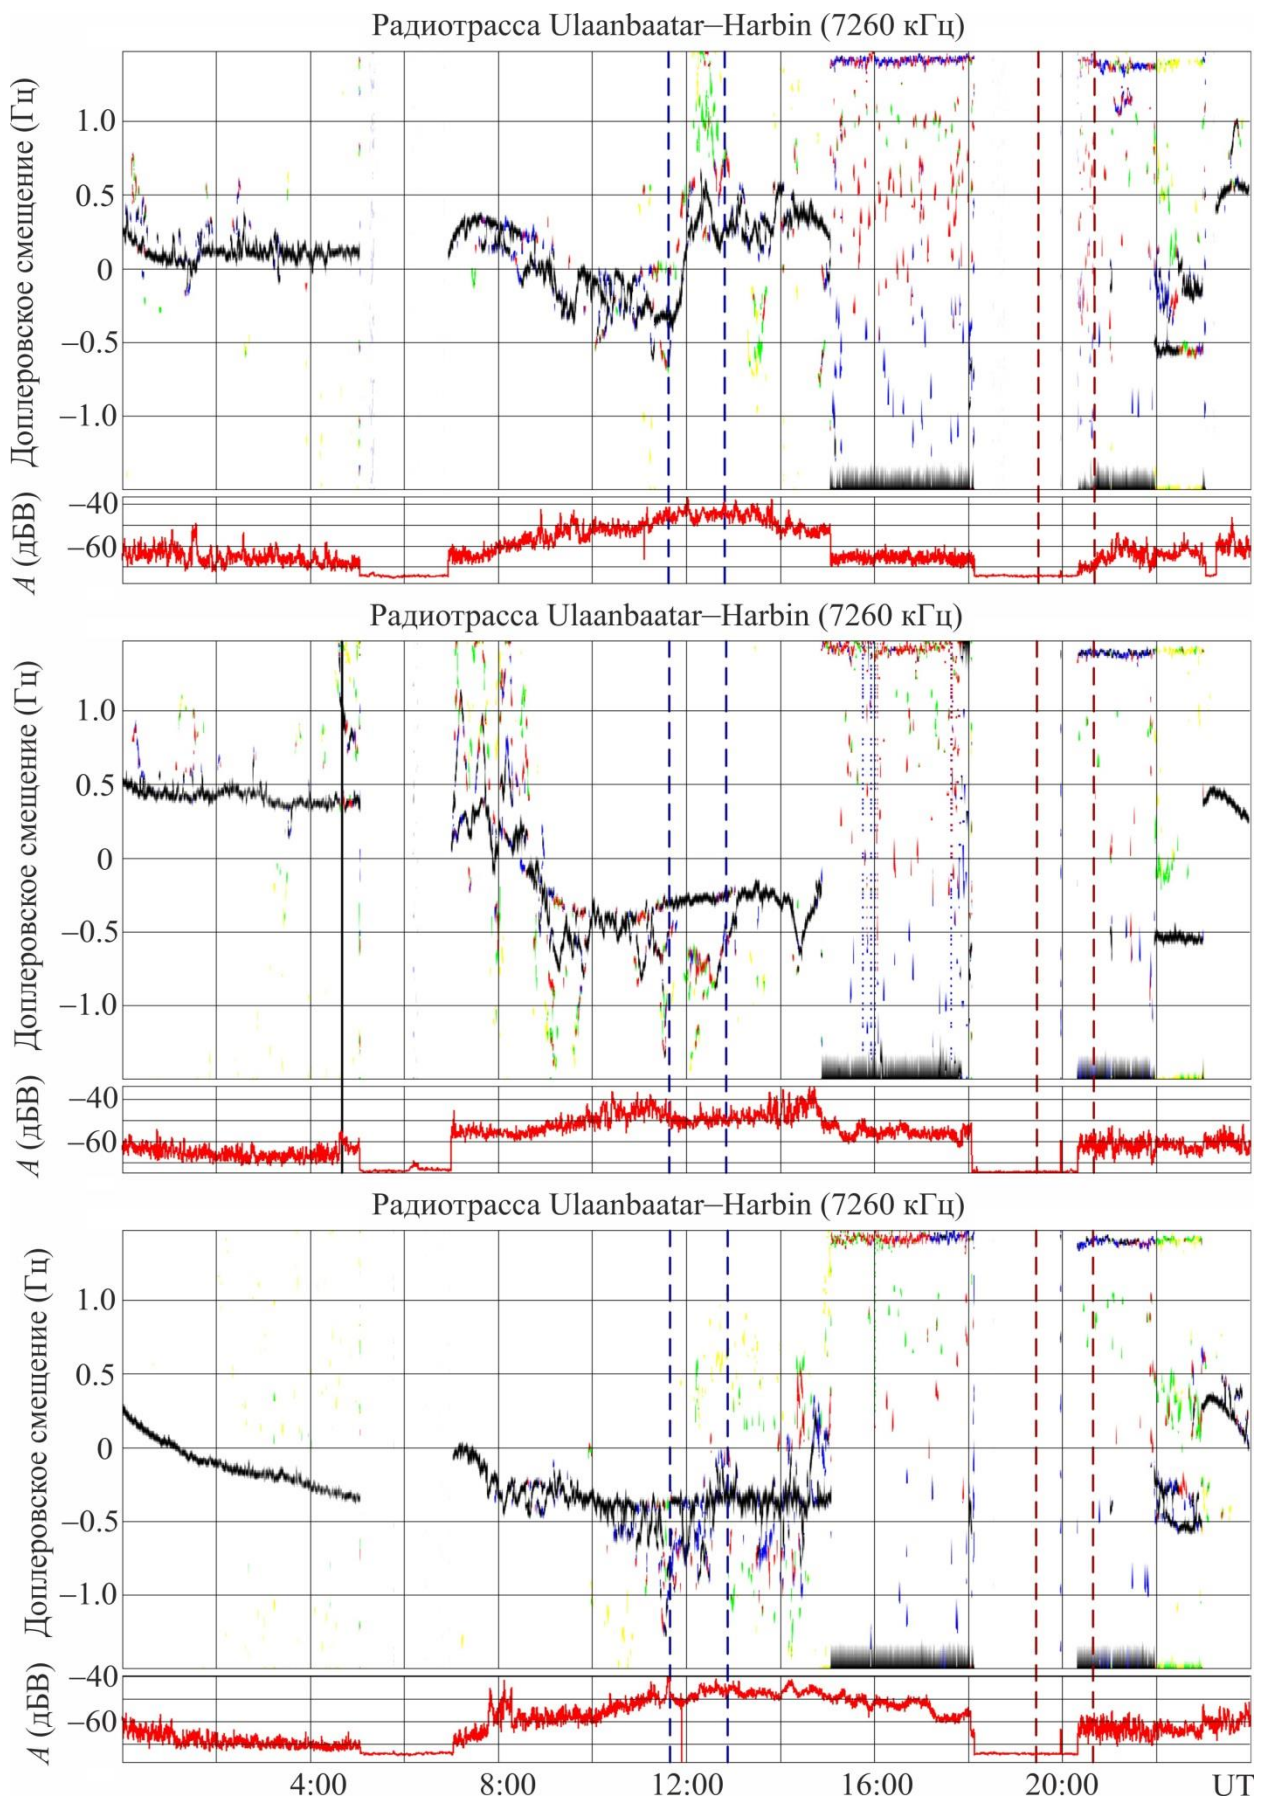 Радиотрасса Ulaanbaatar–Harbin (7260 кГц)
Доплеровское смещение (Гц)
1.0
0.5
0
–0.5
–1.0
A (дБВ)
–40
–60
Радиотрасса Ulaanbaatar–Harbin (7260 кГц)
Доплеровское смещение (Гц)
1.0
0.5
0
–0.5
–1.0
A (дБВ)
–40
–60
Радиотрасса Ulaanbaatar–Harbin (7260 кГц)
Доплеровское смещение (Гц)
1.0
0.5
0
–0.5
–1.0
A (дБВ)
–40
–60
4:00 8:00 12:00 16:00 20:00 UT